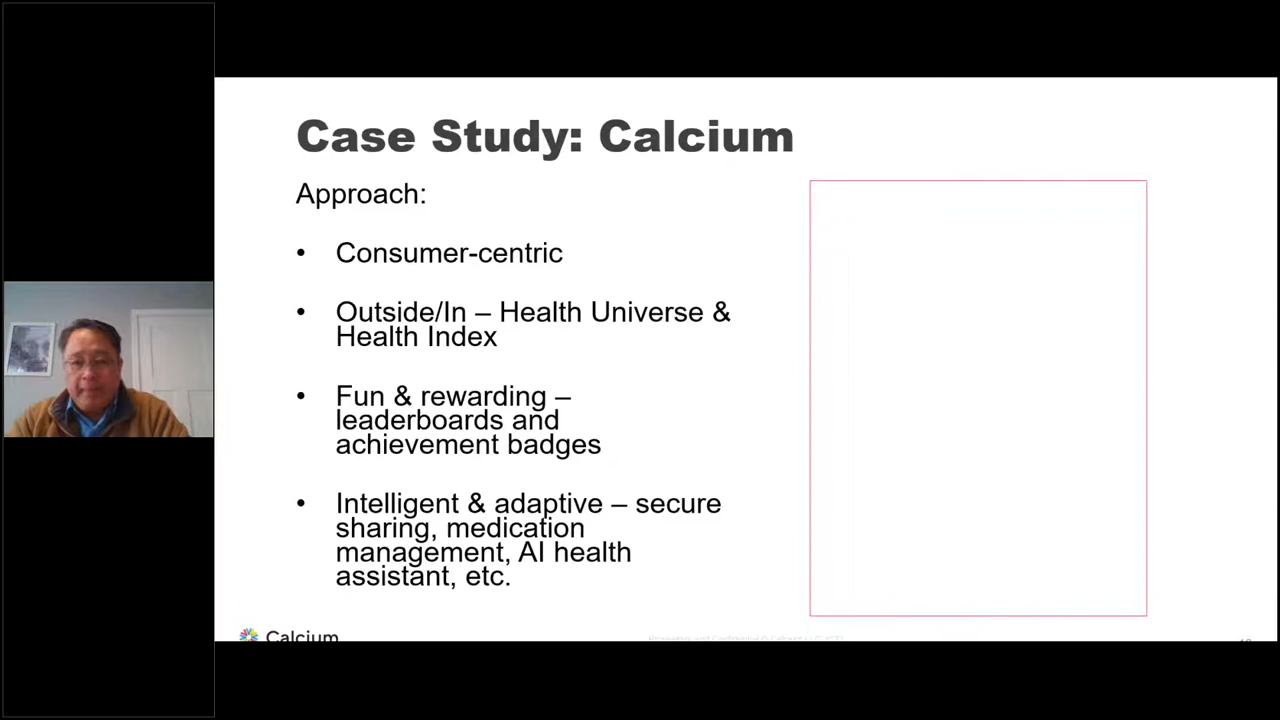 Case Study: Calcium
Approach:
• Consumer-centric
• Outside/In – Health Universe &
Health Index
• Fun & rewarding –
leaderboards and
achievement badges
• Intelligent & adaptive – secure
sharing, medication
management, AI health
assistant, etc.
Calcium